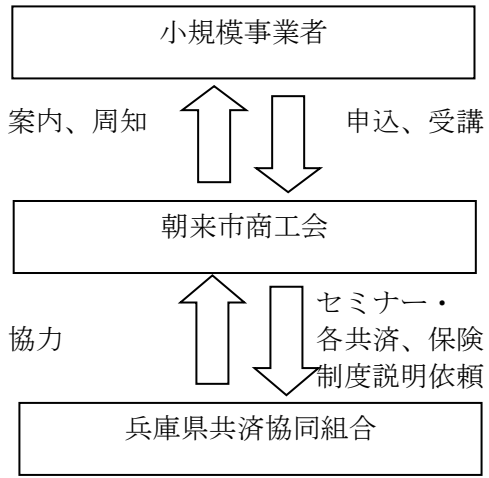 小規模事業者
案内、周知
申込、受講
朝来市商工会
協力
セミナー・
各共済、保険
制度説明依頼
兵庫県共済協同組合